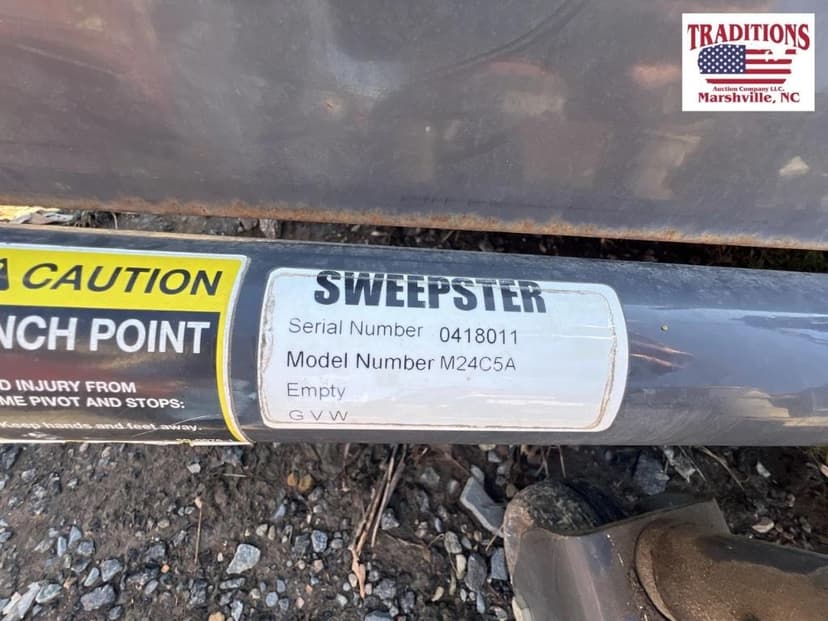 TRADITIONS
Auction Company LLC.
Marshville, NC
CAUTION
NCH POINT
D INJURY FROM
ME PIVOT AND STOPS:
Keep hands and feet away.
SWEEPSTER
Serial Number 0418011
Model Number M24C5A
Empty
G V W